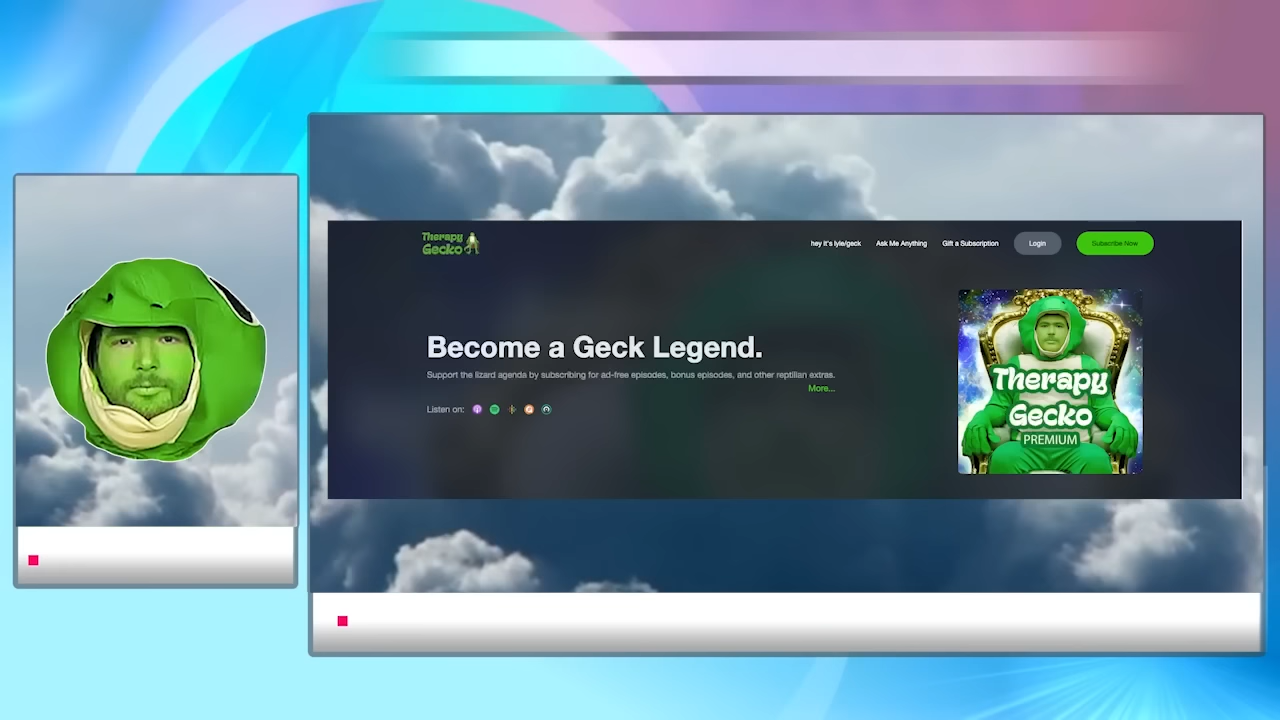 Therapy
Gecko
hey it's lyle/geck
Ask Me Anything
Gift a Subscription
Login
Subscribe Now
Become a Geck Legend.
Support the lizard agenda by subscribing for ad-free episodes, bonus episodes, and other reptilian extras.
More...
Listen on:
Therapy
Gecko
PREMIUM